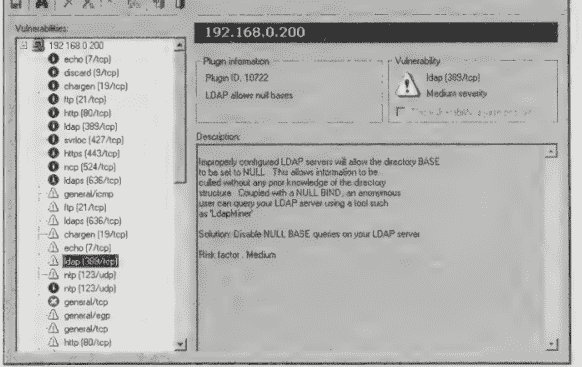 Vulnerabilities:
192.168.0.200
echo (7/tcp)
discard (9/tcp)
chargen (19/tcp)
ftp (21/tcp)
http (80/tcp)
ldap (389/tcp)
svrloc (427/tcp)
https (443/tcp)
ncp (524/tcp)
ldaps (636/tcp)
general/icmp
ftp (21/tcp)
ldaps (636/tcp)
chargen (19/tcp)
echo (7/tcp)
ldap (389/tcp)
ntp (123/udp)
ntp (123/udp)
general/tcp
general/egp
general/tcp
http (80/tcp)
192.168.0.200
Plugin information
Plugin ID, 10722
LDAP allows null bases
Vulnerability
ldap (389/tcp)
Medium severity
Description:
Improperly configured LDAP servers will allow the directory BASE
to be set to NULL. This allows information to be
culled without any prior knowledge of the directory
structure. Coupled with a NULL BIND, an anonymous
user can query your LDAP server using a tool such
as 'LdapMiner'
Solution: Disable NULL BASE queries on your LDAP server
Risk factor : Medium